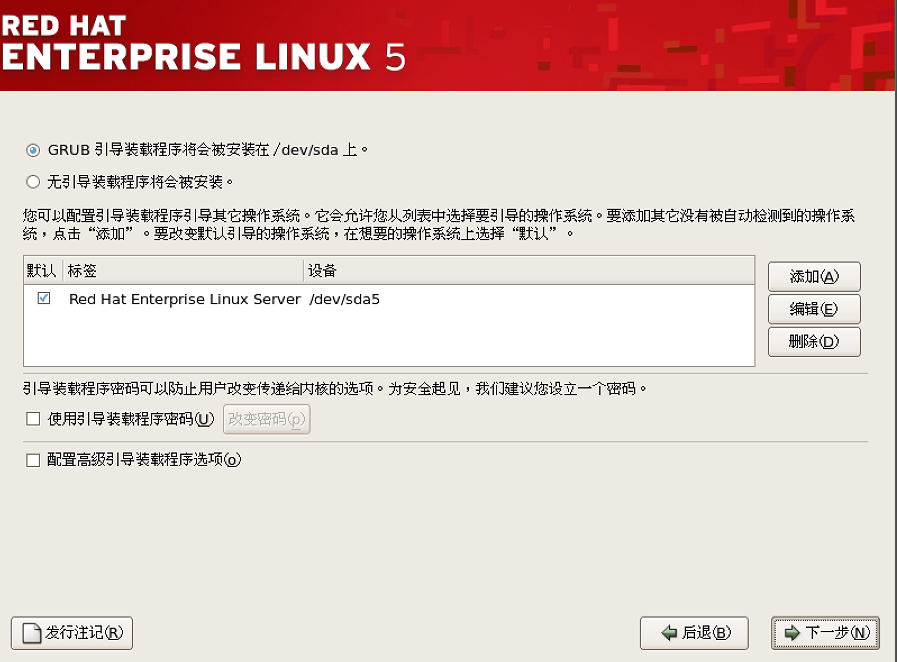 RED HAT
ENTERPRISE LINUX 5
GRUB 引导装载程序将会被安装在 /dev/sda 上。
无引导装载程序将会被安装。
您可以配置引导装载程序引导其它操作系统。它会允许您从列表中选择要引导的操作系统。要添加其它没有被自动检测到的操作系
统，点击“添加”。要改变默认引导的操作系统，在想要的操作系统上选择“默认”。
默认 标签 设备
Red Hat Enterprise Linux Server /dev/sda5
添加(A)
编辑(E)
删除(D)
引导装载程序密码可以防止用户改变传递给内核的选项。为安全起见，我们建议您设立一个密码。
使用引导装载程序密码(U) 改变密码(p)
配置高级引导装载程序选项(o)
发行注记(R) 后退(B) 下一步(N)